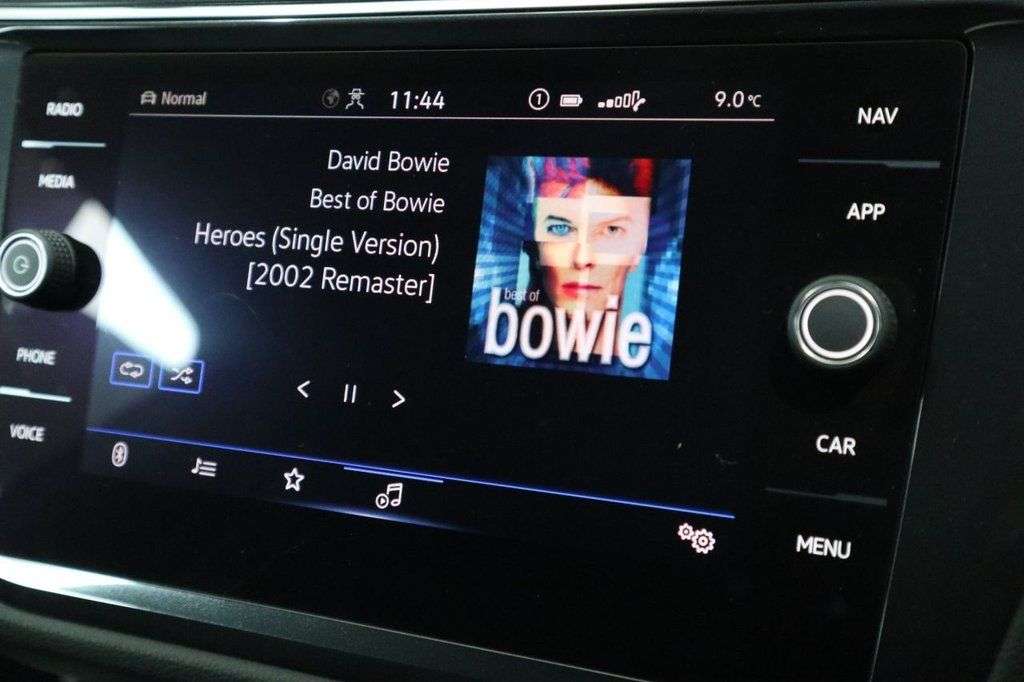 RADIO
MEDIA
PHONE
VOICE
Normal
11:44
1
9.0°C
David Bowie
Best of Bowie
Heroes (Single Version)
[2002 Remaster]
best of
bowie
NAV
APP
CAR
MENU